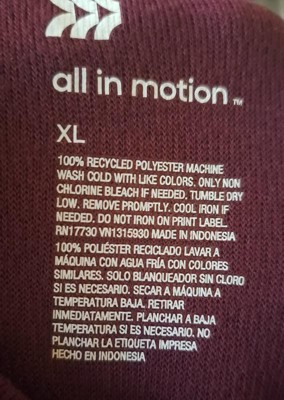 all in motion™
XL
100% RECYCLED POLYESTER MACHINE
WASH COLD WITH LIKE COLORS. ONLY NON
CHLORINE BLEACH IF NEEDED. TUMBLE DRY
LOW. REMOVE PROMPTLY. COOL IRON IF
NEEDED. DO NOT IRON ON PRINT LABEL.
RN17730 VN1315930 MADE IN INDONESIA
100% POLIÉSTER RECICLADO LAVAR A
MÁQUINA CON AGUA FRÍA CON COLORES
SIMILARES. SOLO BLANQUEADOR SIN CLORO
SI ES NECESARIO. SECAR A MÁQUINA A
TEMPERATURA BAJA. RETIRAR
INMEDIATAMENTE. PLANCHAR A BAJA
TEMPERATURA SI ES NECESARIO. NO
PLANCHAR LA ETIQUETA IMPRESA
HECHO EN INDONESIA